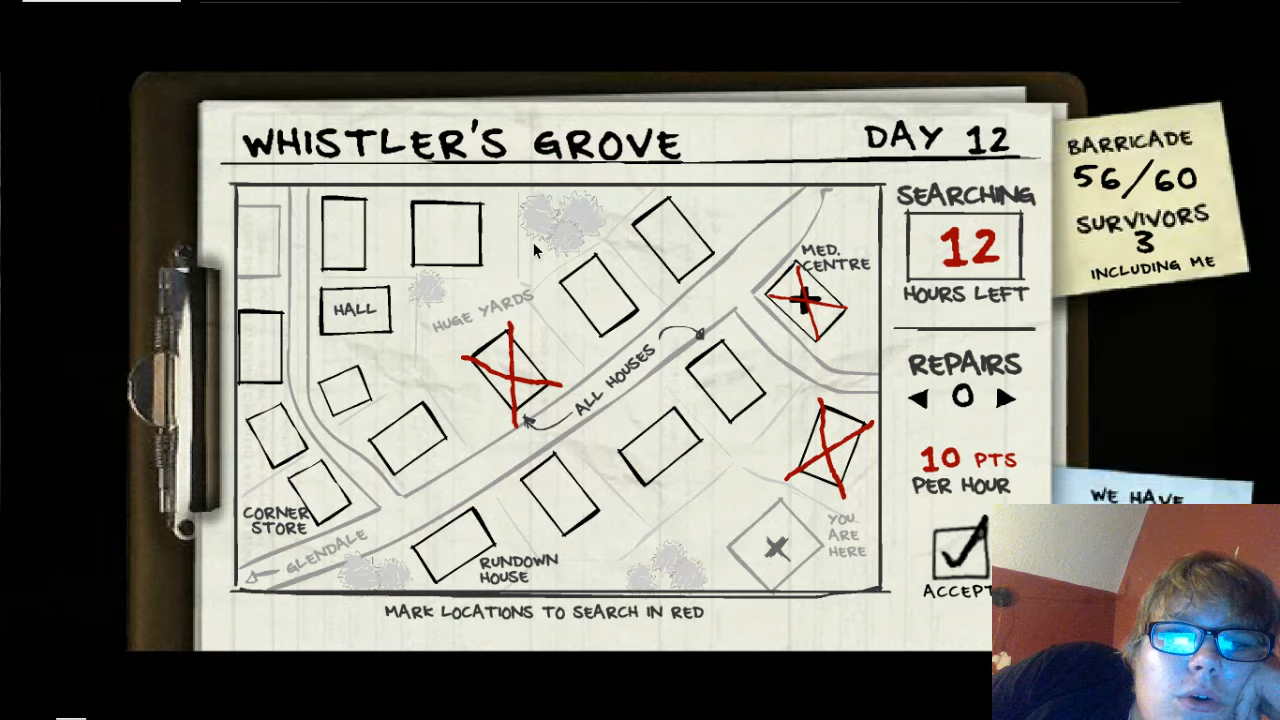 WHISTLER'S GROVE
DAY 12
BARRICADE
56/60
SURVIVORS
3
INCLUDING ME
SEARCHING
12
HOURS LEFT
MED.
CENTRE
HALL
HUGE YARDS
ALL HOUSES
REPAIRS
0
10 PTS
PER HOUR
WE HAVE
CORNER
STORE
GLENDALE
RUNDOWN
HOUSE
YOU
ARE
HERE
ACCEPT
MARK LOCATIONS TO SEARCH IN RED